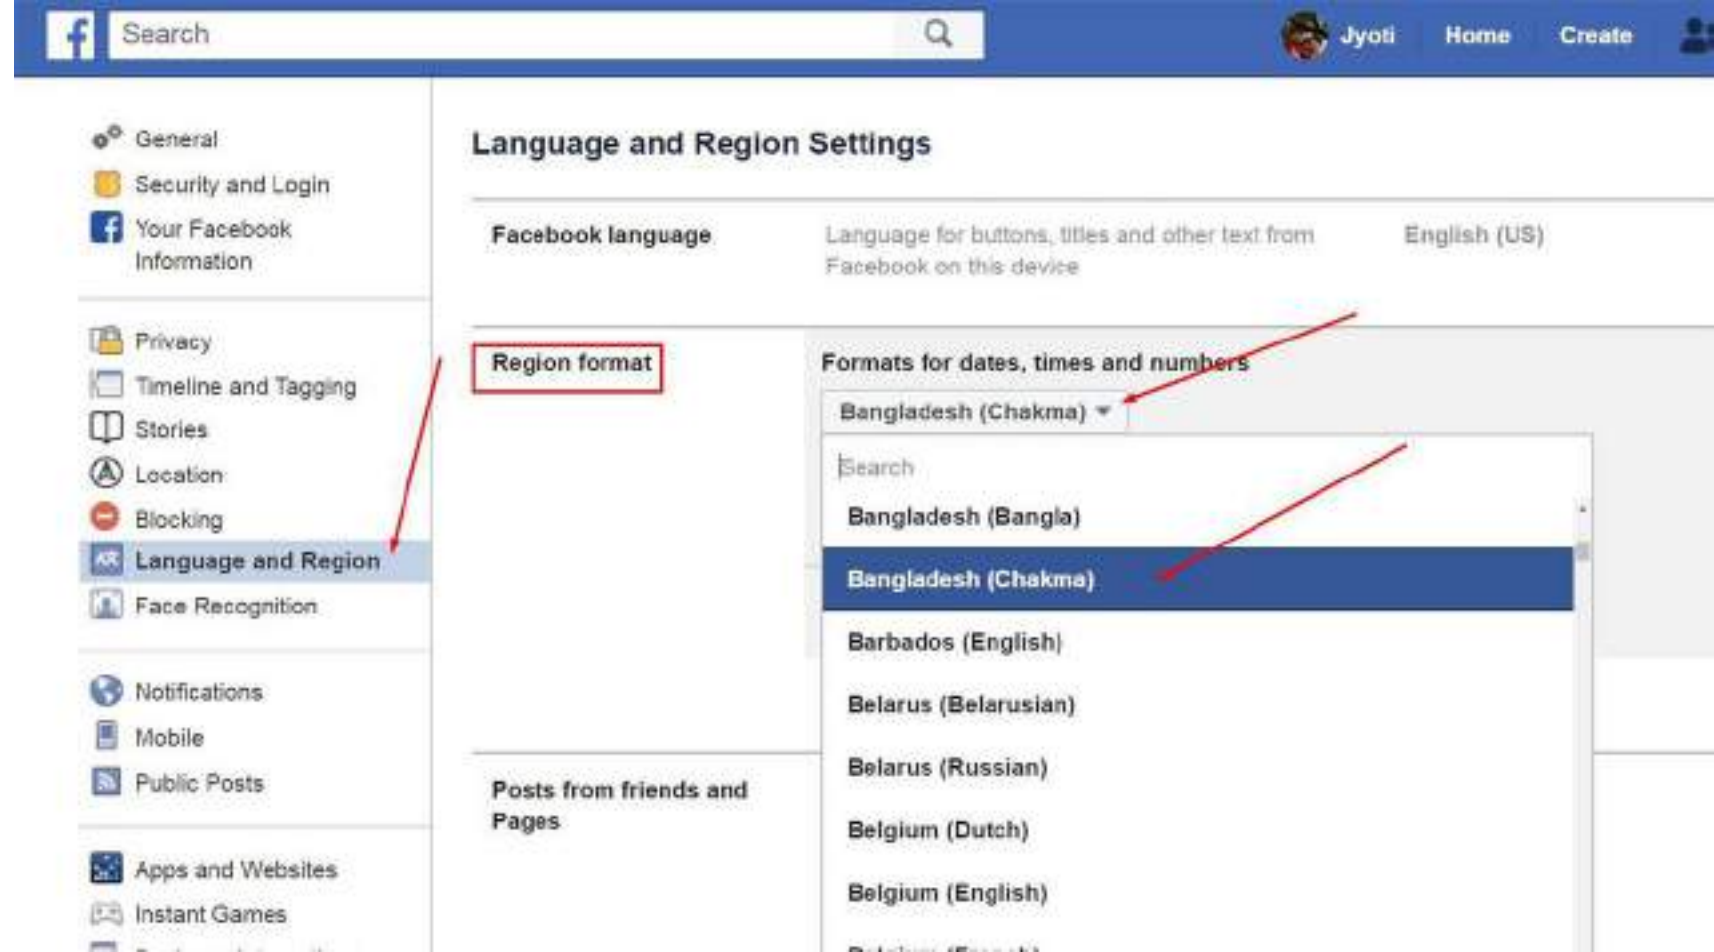 Search
Jyoti
Home
Create
General
Security and Login
Your Facebook
Information
Privacy
Timeline and Tagging
Stories
Location
Blocking
Language and Region
Face Recognition
Notifications
Mobile
Public Posts
Apps and Websites
Instant Games
Language and Region Settings
Facebook language
Language for buttons, titles and other text from
Facebook on this device
English (US)
Region format
Formats for dates, times and numbers
Bangladesh (Chakma)
Search
Bangladesh (Bangla)
Bangladesh (Chakma)
Barbados (English)
Belarus (Belarusian)
Belarus (Russian)
Belgium (Dutch)
Belgium (English)
Posts from friends and
Pages